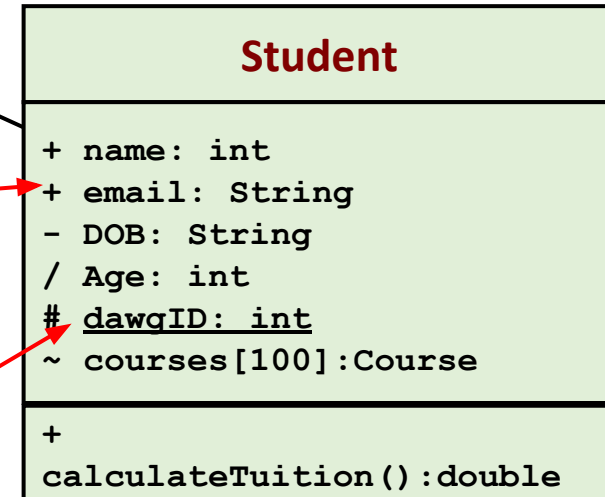 Student
+ name: int
+ email: String
- DOB: String
/ Age: int
# dawgID: int
~ courses[100]:Course
+
calculateTuition():double